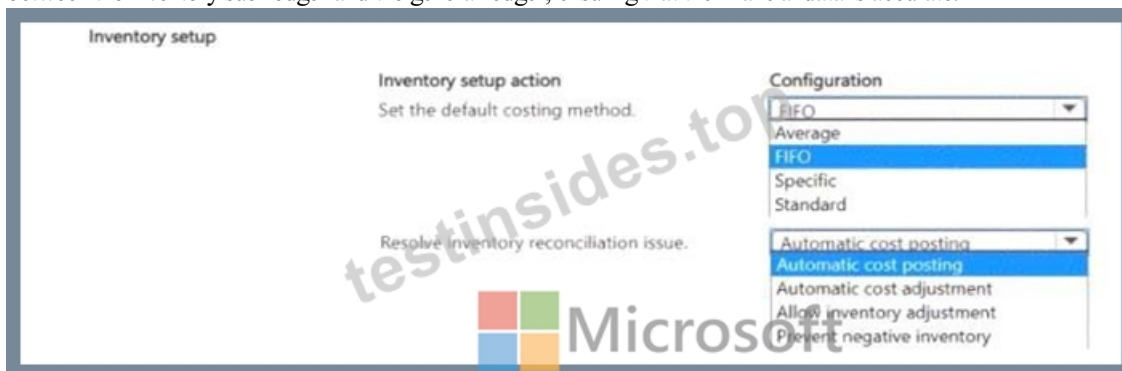 Inventory setup
Inventory setup action Configuration
Set the default costing method. FIFO
Average
FIFO
Specific
Standard
Resolve inventory reconciliation issue. Automatic cost posting
Automatic cost posting
Automatic cost adjustment
Allow inventory adjustment
Prevent negative inventory
testinsides.top
Microsoft